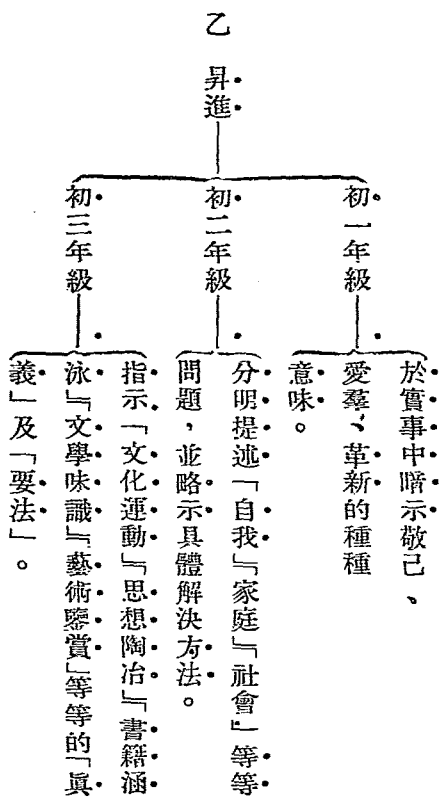 乙 昇進
初一年級
於實事中暗示敬己、
愛羣、革新的種種
意味。
初二年級
分明提述「自我」「家庭」「社會」等等
問題，並略示具體解決方法。
初三年級
指示「文化運動」「思想陶冶」「書籍涵
泳」「文學味識」「藝術鑒賞」等等的「眞
義」及「要法」。